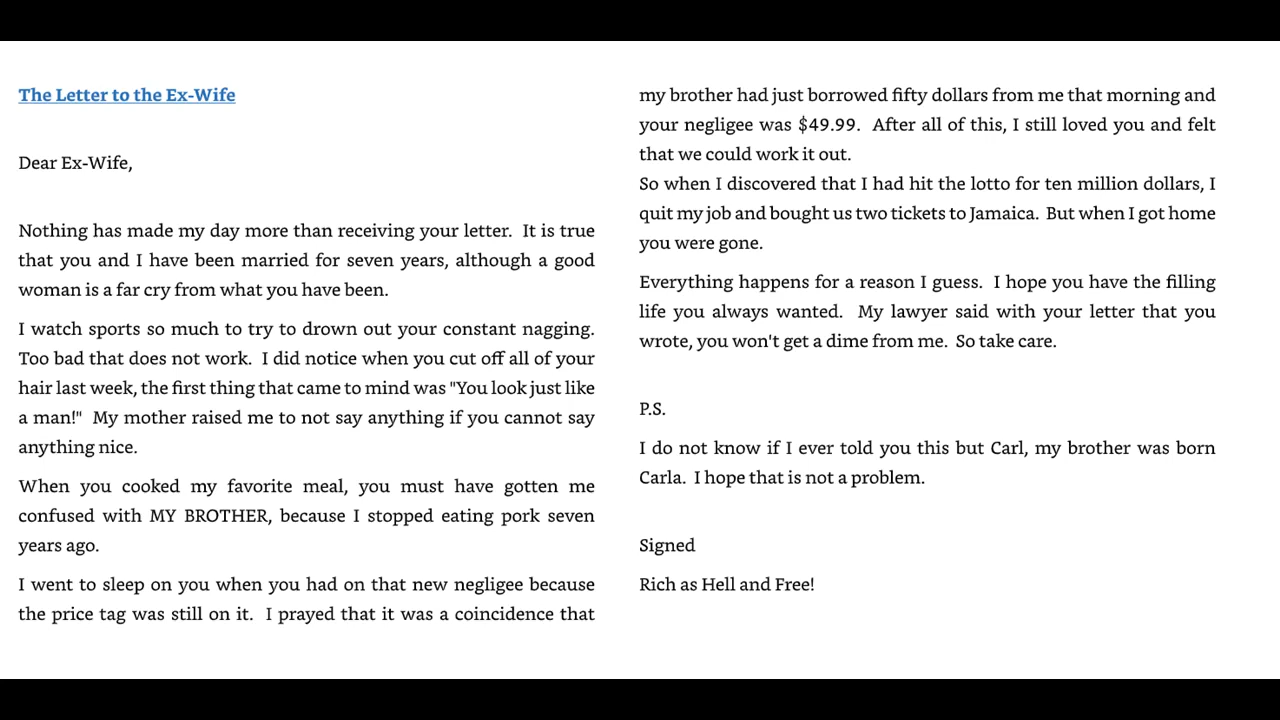 The Letter to the Ex-Wife
Dear Ex-Wife,
Nothing has made my day more than receiving your letter.  It is true
that you and I have been married for seven years, although a good
woman is a far cry from what you have been.
I watch sports so much to try to drown out your constant nagging.
Too bad that does not work.  I did notice when you cut off all of your
hair last week, the first thing that came to mind was "You look just like
a man!"  My mother raised me to not say anything if you cannot say
anything nice.
When you cooked my favorite meal, you must have gotten me
confused with MY BROTHER, because I stopped eating pork seven
years ago.
I went to sleep on you when you had on that new negligee because
the price tag was still on it.  I prayed that it was a coincidence that
my brother had just borrowed fifty dollars from me that morning and
your negligee was $49.99.  After all of this, I still loved you and felt
that we could work it out.
So when I discovered that I had hit the lotto for ten million dollars, I
quit my job and bought us two tickets to Jamaica.  But when I got home
you were gone.
Everything happens for a reason I guess.  I hope you have the filling
life you always wanted.  My lawyer said with your letter that you
wrote, you won't get a dime from me.  So take care.
P.S.
I do not know if I ever told you this but Carl, my brother was born
Carla.  I hope that is not a problem.
Signed
Rich as Hell and Free!